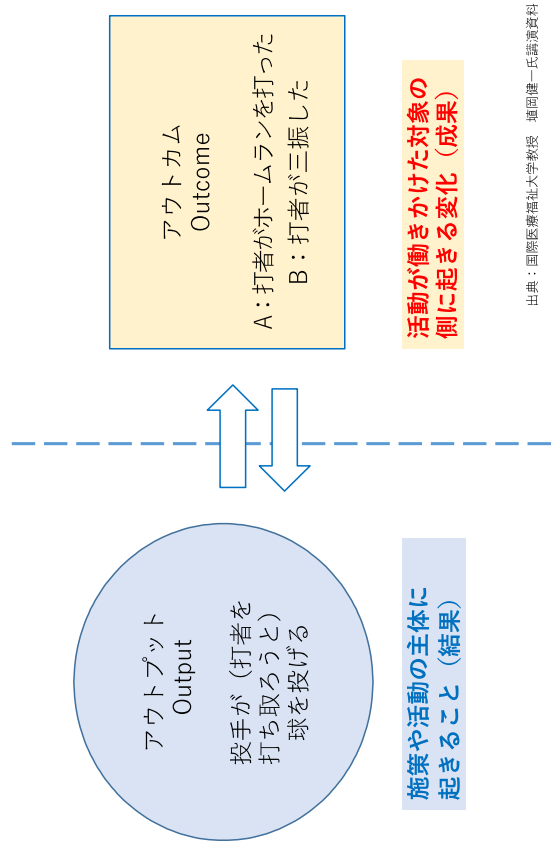 アウトプット
Output
投手が（打者を
打ち取ろうと）
球を投げる
施策や活動の主体に
起きること（結果）
アウトカム
Outcome
A：打者がホームランを打った
B：打者が三振した
活動が働きかけた対象の
側に起きる変化（成果）
出典：国際医療福祉大学教授　埴岡健一氏講演資料